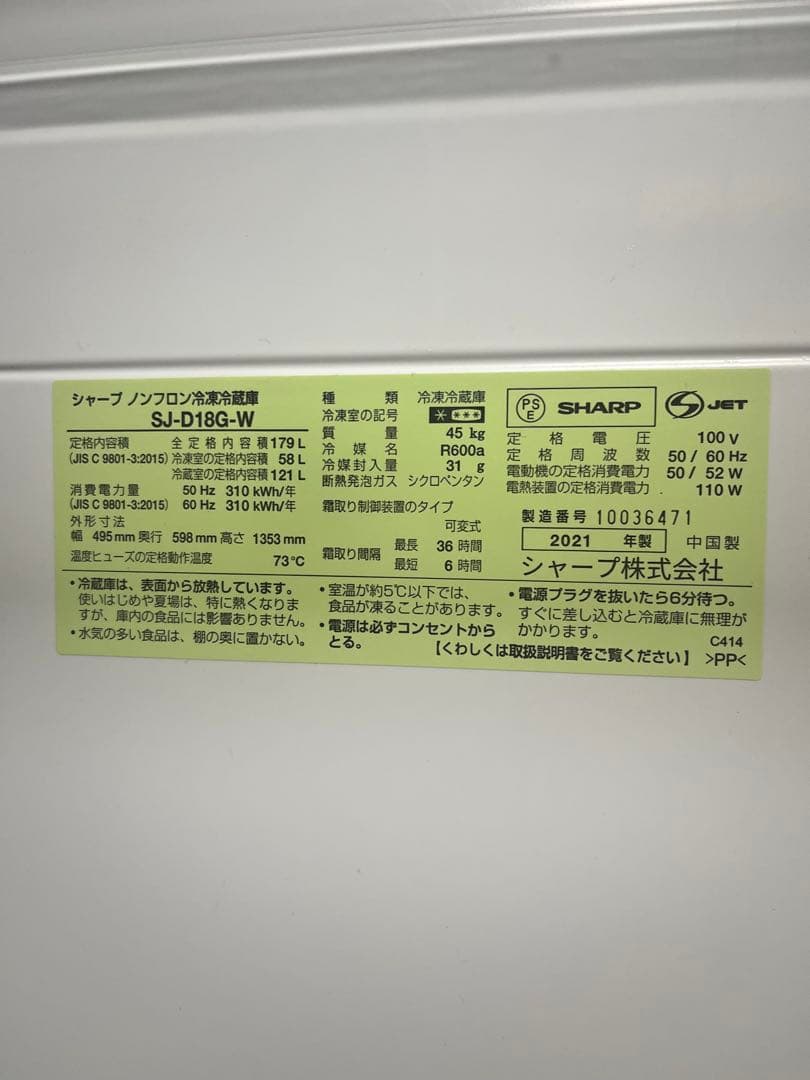 シャープ ノンフロン冷凍冷蔵庫
SJ-D18G-W
定格内容積 全定格内容積 179 L
(JIS C 9801-3:2015) 冷凍室の定格内容積 58 L
冷蔵室の定格内容積 121 L
消費電力量 50 Hz 310 kWh/年
(JIS C 9801-3:2015) 60 Hz 310 kWh/年
外形寸法
幅 495 mm 奥行 598 mm 高さ 1353 mm
温度ヒューズの定格動作温度 73℃
種類 冷凍冷蔵庫
冷凍室の記号
質量 45 kg
冷媒名 R600a
冷媒封入量 31 g
断熱発泡ガス シクロペンタン
霜取り制御装置のタイプ
可変式
霜取り間隔
最長 36 時間
最短 6 時間
PS E SHARP
JET
定格電圧 100 V
定格周波数 50 / 60 Hz
電動機の定格消費電力 50 / 52 W
電熱装置の定格消費電力 . 110 W
製造番号 10036471
2021 年製 中国製
シャープ株式会社
・冷蔵庫は、表面から放熱しています。
使いはじめや夏場は、特に熱くなりま
すが、庫内の食品には影響ありません。
・水気の多い食品は、棚の奥に置かない。
・室温が約5℃以下では、
食品が凍ることがあります。
・電源は必ずコンセントから
とる。
・電源プラグを抜いたら6分待つ。
すぐに差し込むと冷蔵庫に無理が
かかります。
C414
【くわしくは取扱説明書をご覧ください】 >PP<